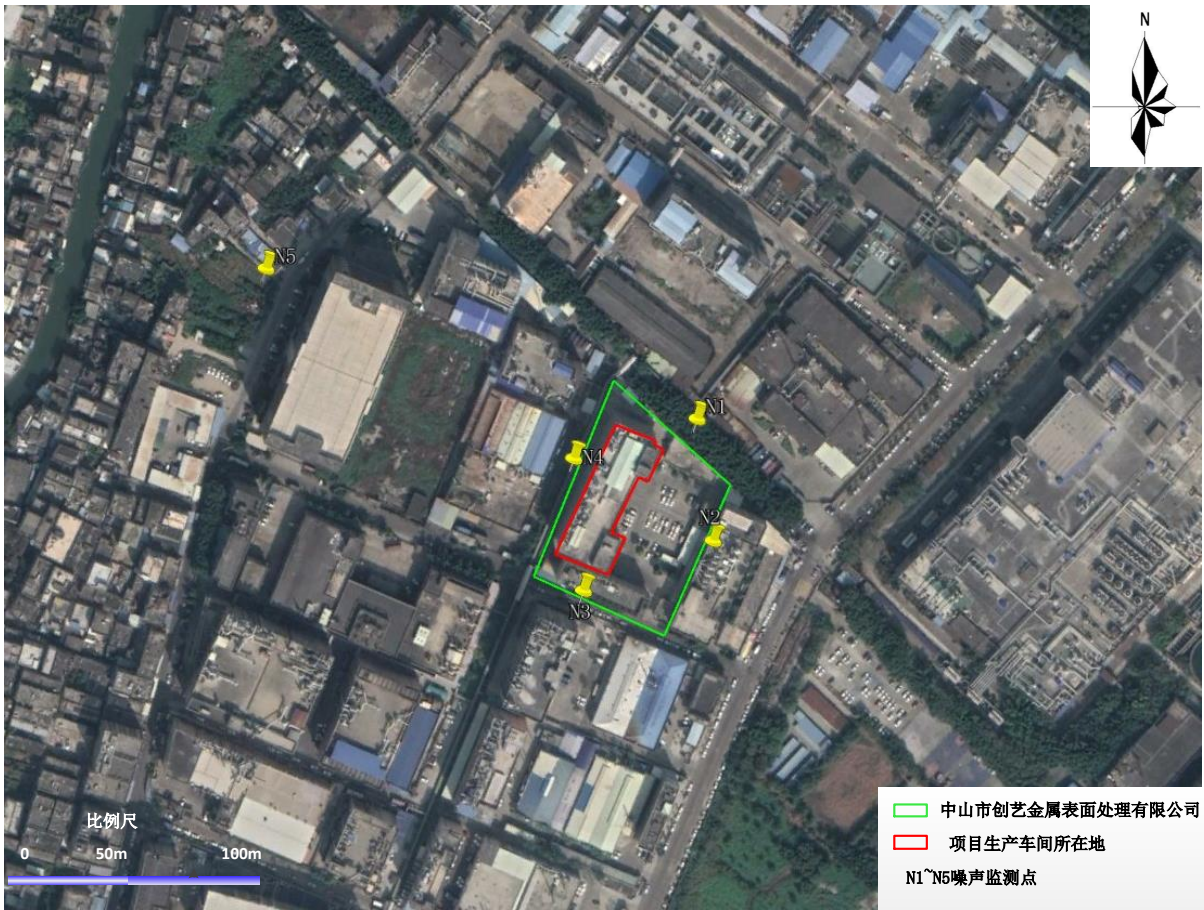 N
N5
N1
N4
N2
N3
比例尺
0 50m 100m
中山市创艺金属表面处理有限公司
项目生产车间所在地
N1~N5噪声监测点